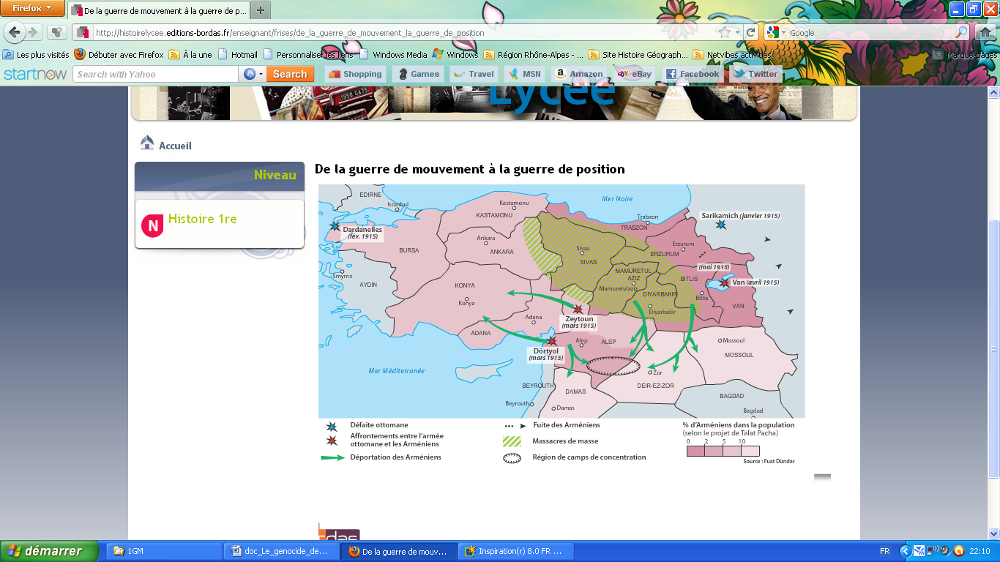 Firefox
De la guerre de mouvement à la guerre de p...
http://histoirelycee.editions-bordas.fr/enseignant/frises/de_la_guerre_de_mouvement_la_guerre_de_position
Google
Les plus visités Débuter avec Firefox À la une Hotmail Personnaliser les liens Windows Media Windows Région Rhône-Alpes - ... Site Histoire Géograph... Netvibes activités Marque-pages
startnow Search with Yahoo Search Shopping Games Travel MSN Amazon eBay Facebook Twitter
1958-GA75
Lycée
Accueil
Niveau
N Histoire 1re
De la guerre de mouvement à la guerre de position
EDIRNE
Istanbul
Kastamonu
KASTAMONU
Mer Noire
Trabzon
TRABZON
Sarikamich (janvier 1915)
Dardanelles
(fév. 1915)
BURSA
Ankara
ANKARA
Sivas
SIVAS
Erzurum
ERZURUM
(mai 1915)
Smyrne
AYDIN
KONYA
Konya
MAMURETUL
AZIZ
Mamuretulaziz
DIYARBAKIR
Diyarbakir
BITLIS
Bitlis
Van (avril 1915)
VAN
Zeytoun
(mars 1915)
Adana
ADANA
Dörtyol
(mars 1915)
Alep
ALEP
Mossoul
MOSSOUL
Mer Méditerranée
Zor
DEIR-EZ-ZOR
BEYROUTH
Beyrouth
DAMAS
Damas
BAGDAD
Bagdad
Défaite ottomane
Affrontements entre l'armée
ottomane et les Arméniens
Déportation des Arméniens
Fuite des Arméniens
Massacres de masse
Région de camps de concentration
% d'Arméniens dans la population
(selon le projet de Talat Pacha)
0 2 5 10
Source : Fuat Dündar
démarrer 1GM doc_Le_genocide_de... De la guerre de mouv... Inspiration(r) 8.0 FR ... FR 22:10